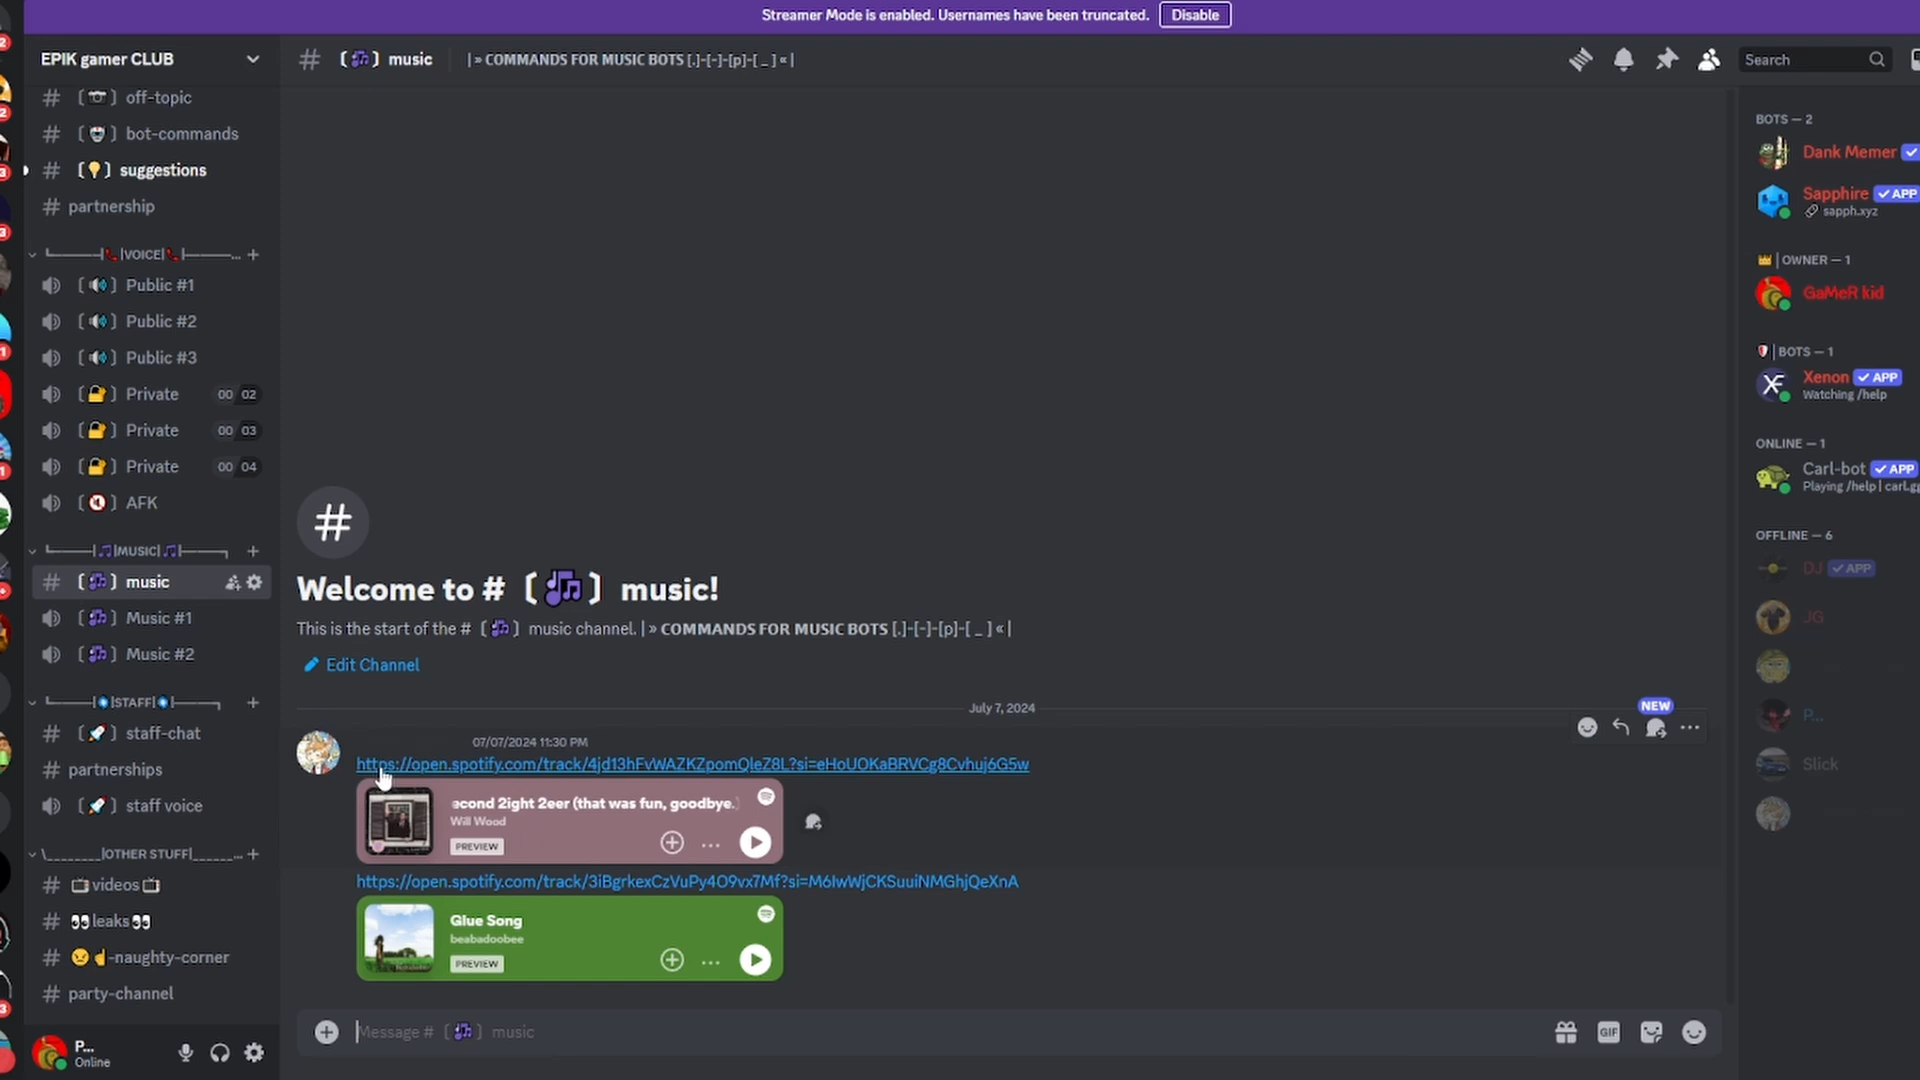 Streamer Mode is enabled. Usernames have been truncated. Disable
EPIK gamer CLUB
off-topic
bot-commands
suggestions
partnership
|VOICE|
Public #1
Public #2
Public #3
Private 00 02
Private 00 03
Private 00 04
AFK
|MUSIC|
music
Music #1
Music #2
|STAFF|
staff-chat
partnerships
staff voice
\_______|OTHER STUFF|______...
videos
leaks
-naughty-corner
party-channel
P...
Online
# music | » COMMANDS FOR MUSIC BOTS [.]-[-]-[p]-[ _ ] « |
Search
Welcome to # music!
This is the start of the # music channel. | » COMMANDS FOR MUSIC BOTS [.]-[-]-[p]-[ _ ] « |
Edit Channel
July 7, 2024
NEW
07/07/2024 11:30 PM
https://open.spotify.com/track/4jd13hFvWAZKZpomQleZ8L?si=eHoUOKaBRVCg8Cvhuj6G5w
econd 2ight 2eer (that was fun, goodbye.)
Will Wood
PREVIEW
https://open.spotify.com/track/3iBgrkexCzVuPy4O9vx7Mf?si=M6IwWjCKSuuiNMGhjQeXnA
Glue Song
beabadoobee
PREVIEW
Message # music
GIF
BOTS — 2
Dank Memer
Sapphire APP
sapph.xyz
| OWNER — 1
GaMeR kid
| BOTS — 1
Xenon APP
Watching /help
ONLINE — 1
Carl-bot APP
Playing /help | carl.gg
OFFLINE — 6
DJ APP
JG
P...
Slick